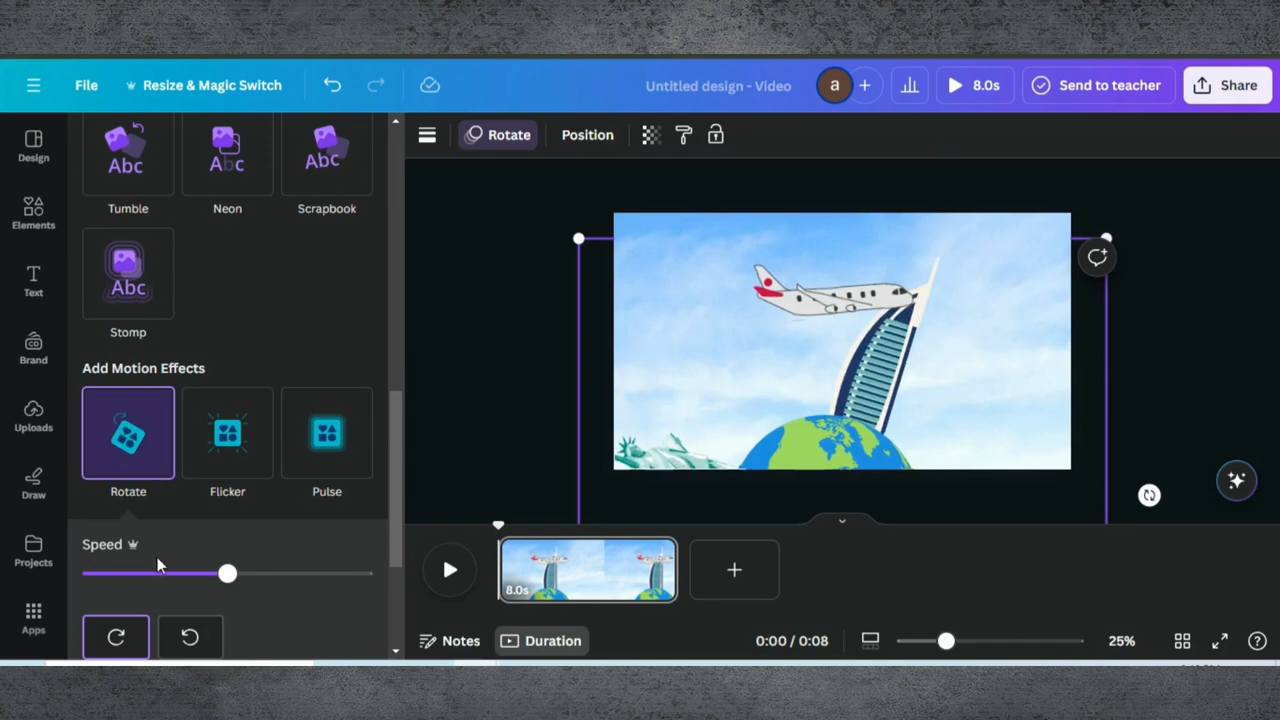 File
Resize & Magic Switch
Untitled design - Video
a
8.0s
Send to teacher
Share
Design
Elements
Text
Brand
Uploads
Draw
Projects
Apps
Abc
Abc
Abc
Tumble
Neon
Scrapbook
Abc
Stomp
Add Motion Effects
Rotate
Flicker
Pulse
Speed
Rotate
Position
8.0s
Notes
Duration
0:00 / 0:08
25%